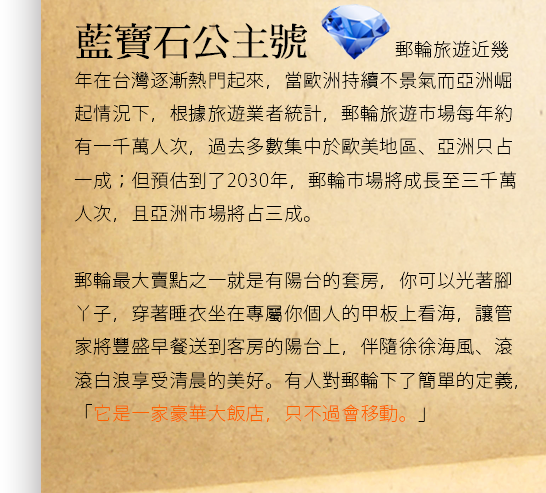 藍寶石公主號 郵輪旅遊近幾
年在台灣逐漸熱門起來，當歐洲持續不景氣而亞洲崛
起情況下，根據旅遊業者統計，郵輪旅遊市場每年約
有一千萬人次，過去多數集中於歐美地區、亞洲只占
一成；但預估到了2030年，郵輪市場將成長至三千萬
人次，且亞洲市場將占三成。
郵輪最大賣點之一就是有陽台的套房，你可以光著腳
丫子，穿著睡衣坐在專屬你個人的甲板上看海，讓管
家將豐盛早餐送到客房的陽台上，伴隨徐徐海風、滾
滾白浪享受清晨的美好。有人對郵輪下了簡單的定義，
「它是一家豪華大飯店，只不過會移動。」